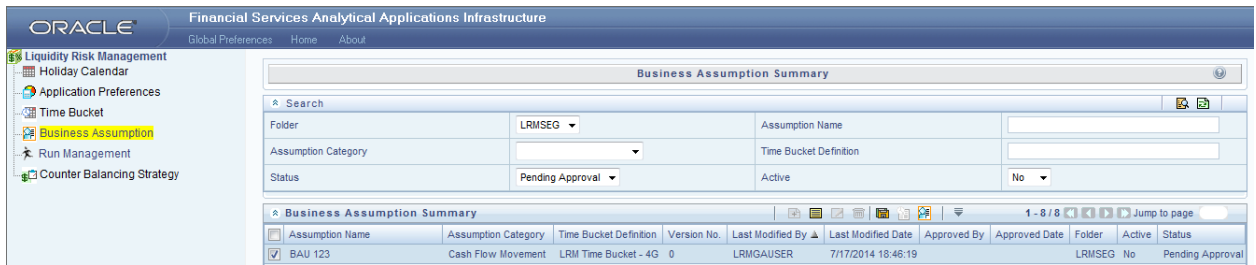 ORACLE®
Financial Services Analytical Applications Infrastructure
Global Preferences Home About
Liquidity Risk Management
Holiday Calendar
Application Preferences
Time Bucket
Business Assumption
Run Management
Counter Balancing Strategy
Business Assumption Summary
Search
Folder LRMSEG Assumption Name
Assumption Category Time Bucket Definition
Status Pending Approval Active No
Business Assumption Summary 1 - 8 / 8 Jump to page
Assumption Name Assumption Category Time Bucket Definition Version No. Last Modified By Last Modified Date Approved By Approved Date Folder Active Status
BAU 123 Cash Flow Movement LRM Time Bucket - 4G 0 LRMGAUSER 7/17/2014 18:46:19 LRMSEG No Pending Approval